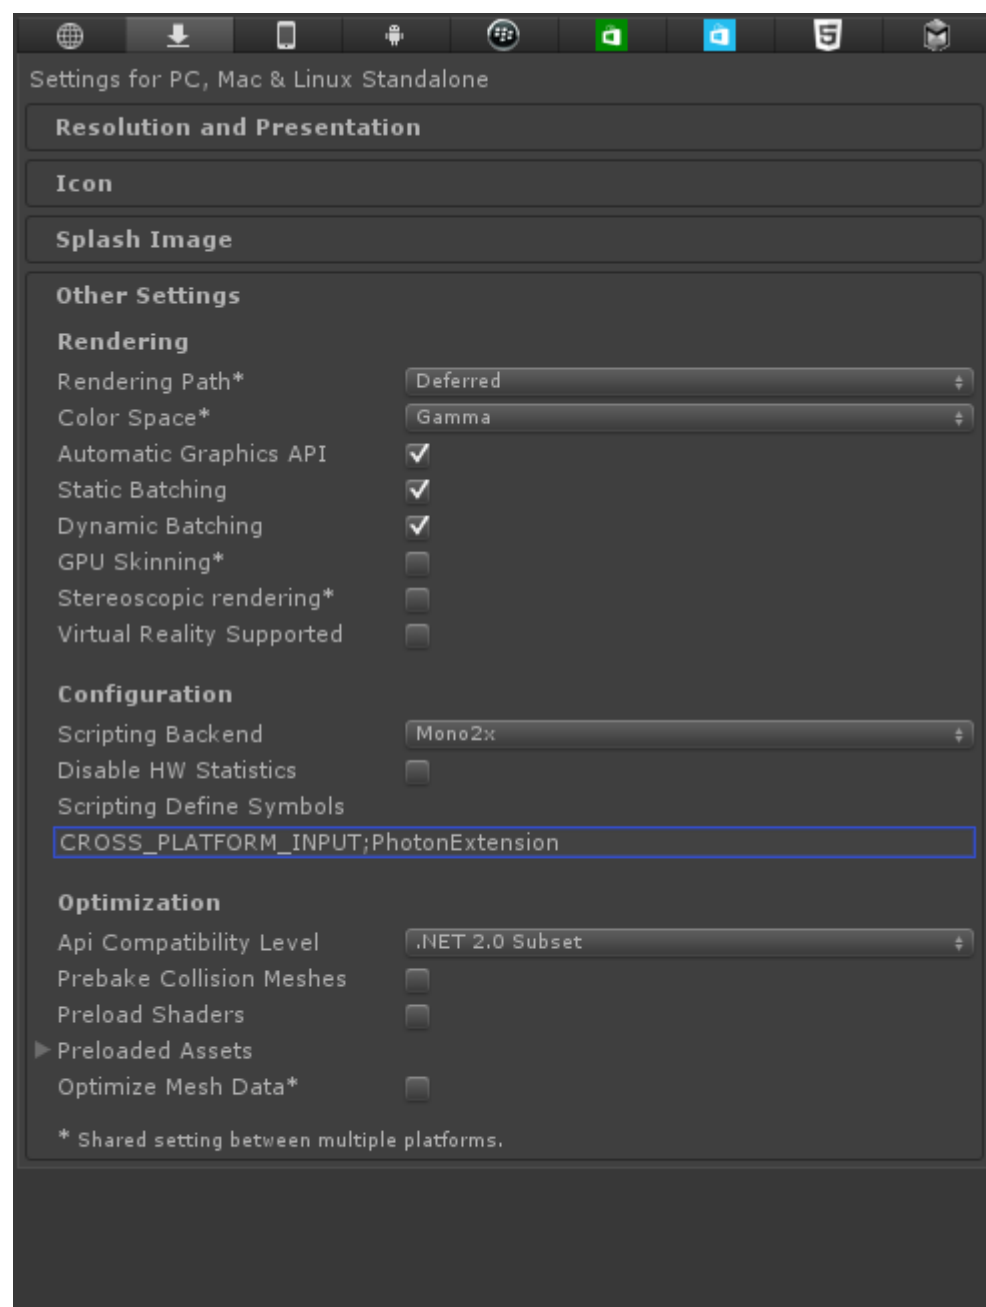 Settings for PC, Mac & Linux Standalone
Resolution and Presentation
Icon
Splash Image
Other Settings
Rendering
Rendering Path* Deferred
Color Space* Gamma
Automatic Graphics API
Static Batching
Dynamic Batching
GPU Skinning*
Stereoscopic rendering*
Virtual Reality Supported
Configuration
Scripting Backend Mono2x
Disable HW Statistics
Scripting Define Symbols
CROSS_PLATFORM_INPUT;PhotonExtension
Optimization
Api Compatibility Level .NET 2.0 Subset
Prebake Collision Meshes
Preload Shaders
Preloaded Assets
Optimize Mesh Data*
* Shared setting between multiple platforms.